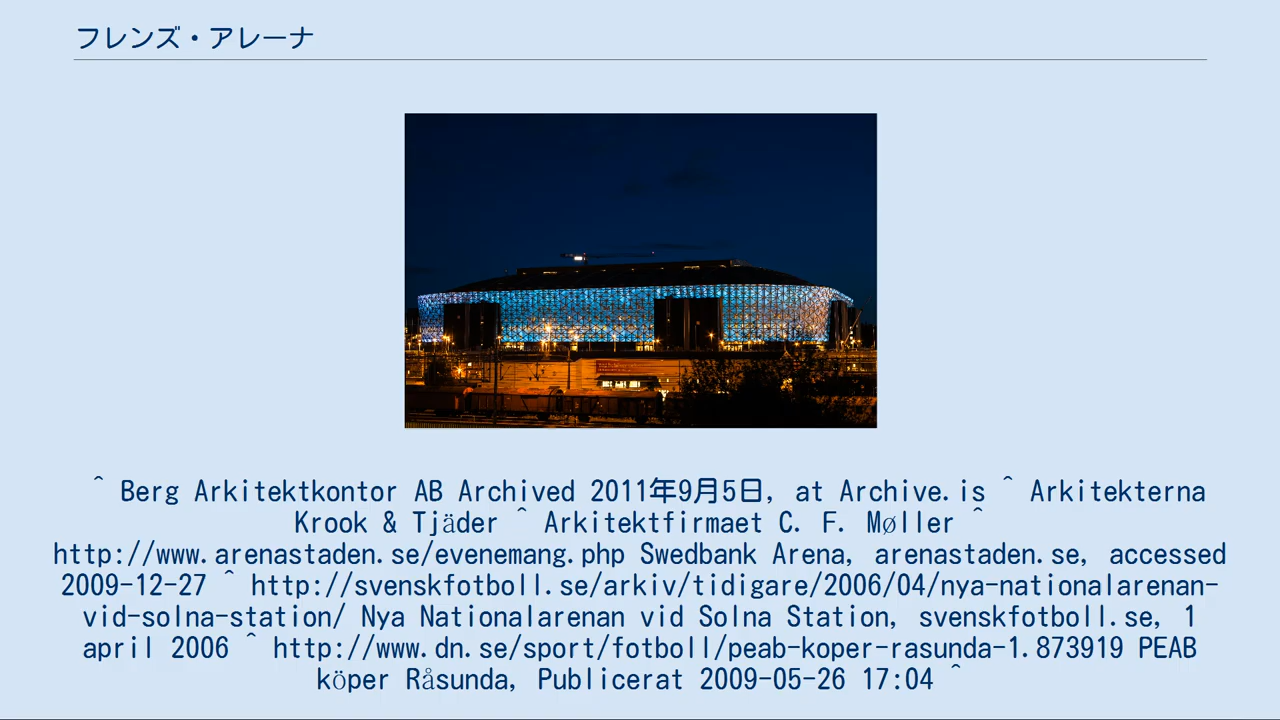 フレンズ・アレーナ
^ Berg Arkitektkontor AB Archived 2011年9月5日, at Archive.is ^ Arkitekterna
Krook & Tjäder ^ Arkitektfirmaet C. F. Møller ^
http://www.arenastaden.se/evenemang.php Swedbank Arena, arenastaden.se, accessed
2009-12-27 ^ http://svenskfotboll.se/arkiv/tidigare/2006/04/nya-nationalarenan-
vid-solna-station/ Nya Nationalarenan vid Solna Station, svenskfotboll.se, 1
april 2006 ^ http://www.dn.se/sport/fotboll/peab-koper-rasunda-1.873919 PEAB
köper Råsunda, Publicerat 2009-05-26 17:04 ^